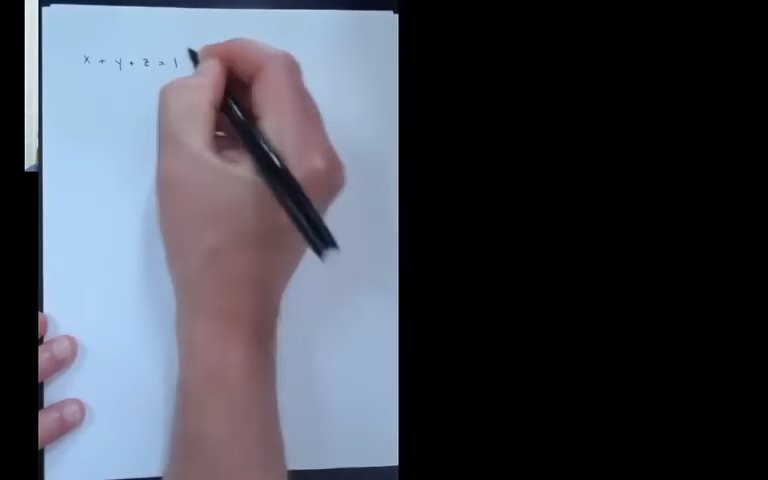 x + y + z = 1